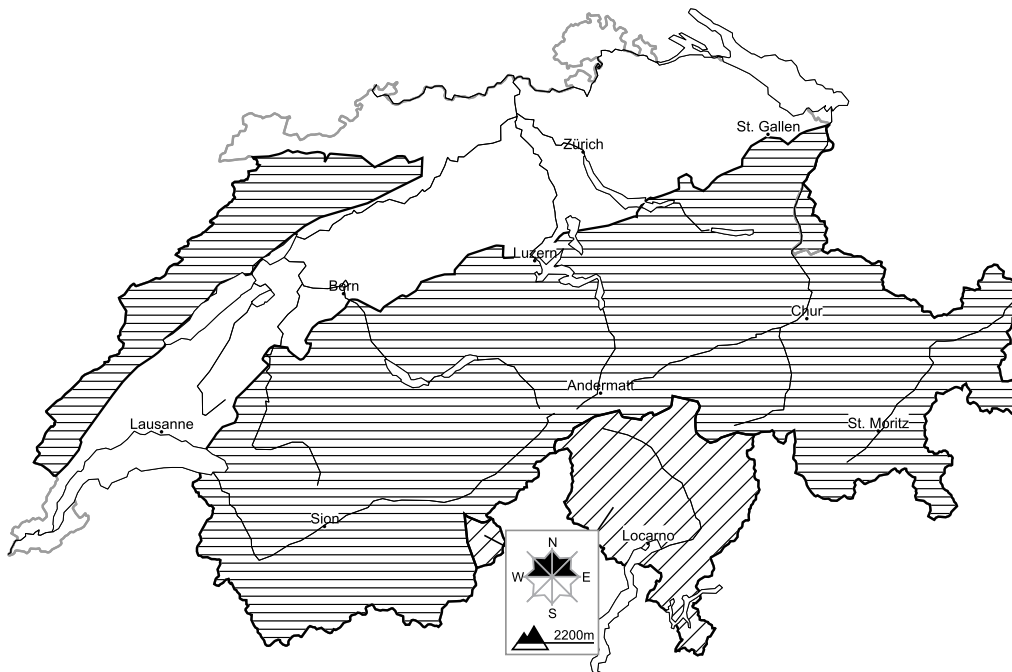 St. Gallen
Zürich
Luzern
Bern
Chur
Andermatt
Lausanne
St. Moritz
Sion
Locarno
N
W E
S
2200m